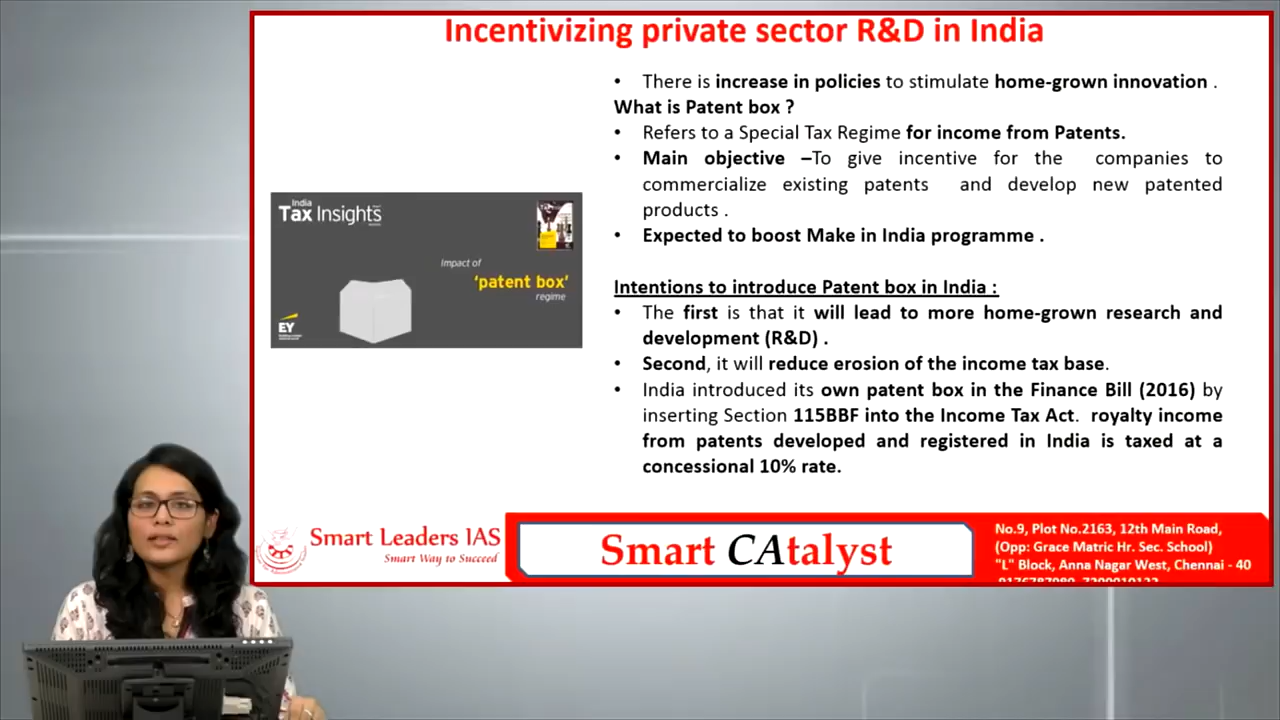 Incentivizing private sector R&D in India
• There is increase in policies to stimulate home-grown innovation .
What is Patent box ?
• Refers to a Special Tax Regime for income from Patents.
• Main objective –To give incentive for the companies to
commercialize existing patents and develop new patented
products .
• Expected to boost Make in India programme .
Intentions to introduce Patent box in India :
• The first is that it will lead to more home-grown research and
development (R&D) .
• Second, it will reduce erosion of the income tax base.
• India introduced its own patent box in the Finance Bill (2016) by
inserting Section 115BBF into the Income Tax Act. royalty income
from patents developed and registered in India is taxed at a
concessional 10% rate.
India
Tax Insights
Impact of
'patent box'
regime
EY
Smart Leaders IAS
Smart Way to Succeed
Smart CAtalyst
No.9, Plot No.2163, 12th Main Road,
(Opp: Grace Matric Hr. Sec. School)
"L" Block, Anna Nagar West, Chennai - 40